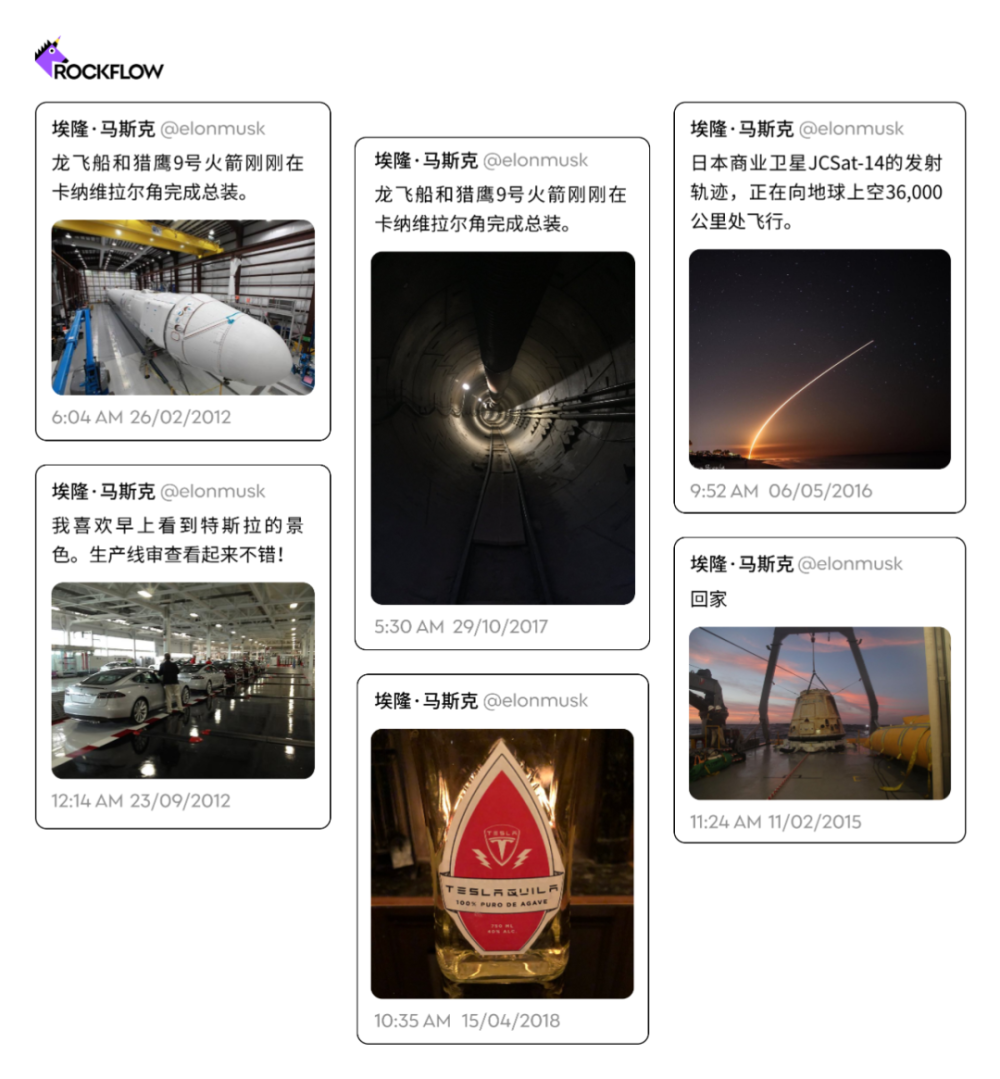 ROCKFLOW
埃隆·马斯克 @elonmusk
龙飞船和猎鹰9号火箭刚刚在
卡纳维拉尔角完成总装。
6:04 AM 26/02/2012
埃隆·马斯克 @elonmusk
我喜欢早上看到特斯拉的景
色。生产线审查看起来不错！
12:14 AM 23/09/2012
埃隆·马斯克 @elonmusk
龙飞船和猎鹰9号火箭刚刚在
卡纳维拉尔角完成总装。
5:30 AM 29/10/2017
埃隆·马斯克 @elonmusk
TESLA
TESLAQUILA
100% PURO DE AGAVE
750 ML
40% ALC
10:35 AM 15/04/2018
埃隆·马斯克 @elonmusk
日本商业卫星JCSat-14的发射
轨迹，正在向地球上空36,000
公里处飞行。
9:52 AM 06/05/2016
埃隆·马斯克 @elonmusk
回家
11:24 AM 11/02/2015